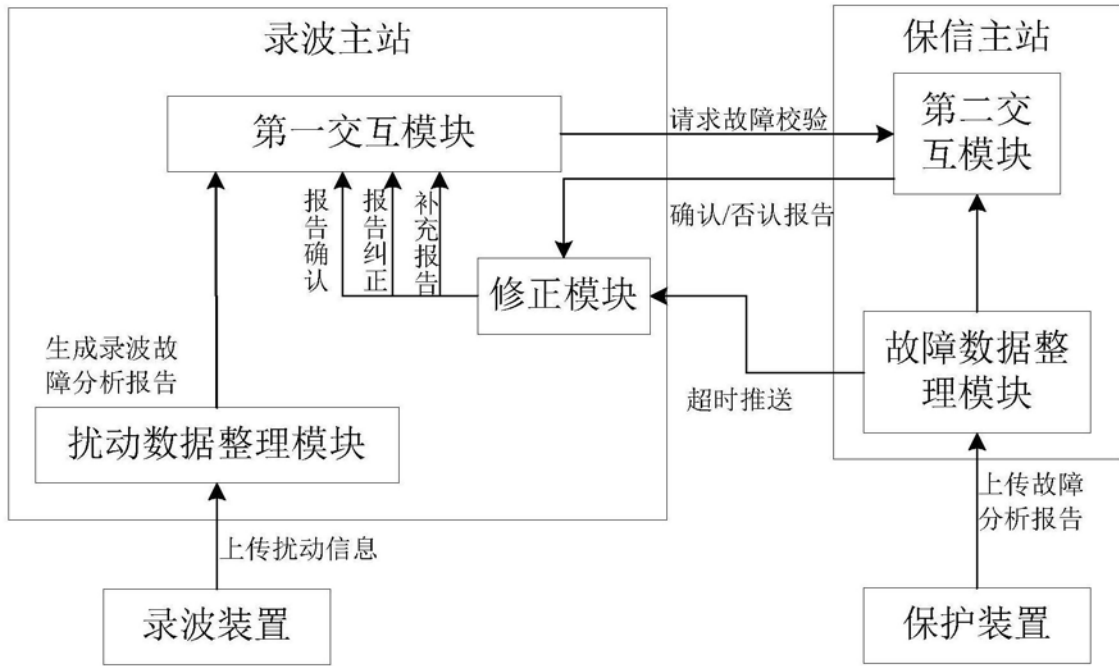 录波主站
保信主站
第一交互模块
请求故障校验
第二交
互模块
报告确认
报告纠正
补充报告
确认/否认报告
修正模块
生成录波故
障分析报告
故障数据整
理模块
超时推送
扰动数据整理模块
上传故障
分析报告
上传扰动信息
录波装置
保护装置